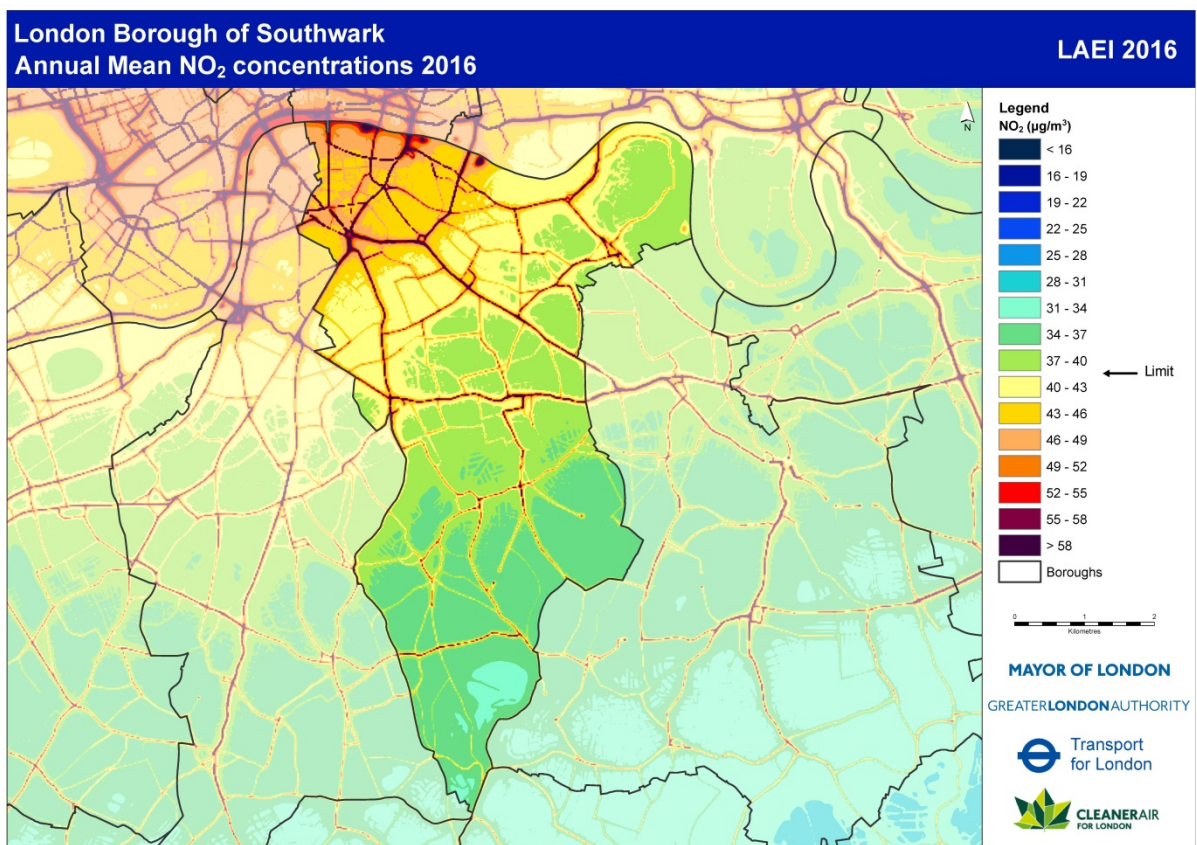 London Borough of Southwark
Annual Mean NO₂ concentrations 2016
LAEI 2016
N
Legend
NO₂ (µg/m³)
< 16
16 - 19
19 - 22
22 - 25
25 - 28
28 - 31
31 - 34
34 - 37
37 - 40
Limit
40 - 43
43 - 46
46 - 49
49 - 52
52 - 55
55 - 58
> 58
Boroughs
0 1 2
Kilometres
MAYOR OF LONDON
GREATERLONDONAUTHORITY
Transport
for London
CLEANERAIR
FOR LONDON